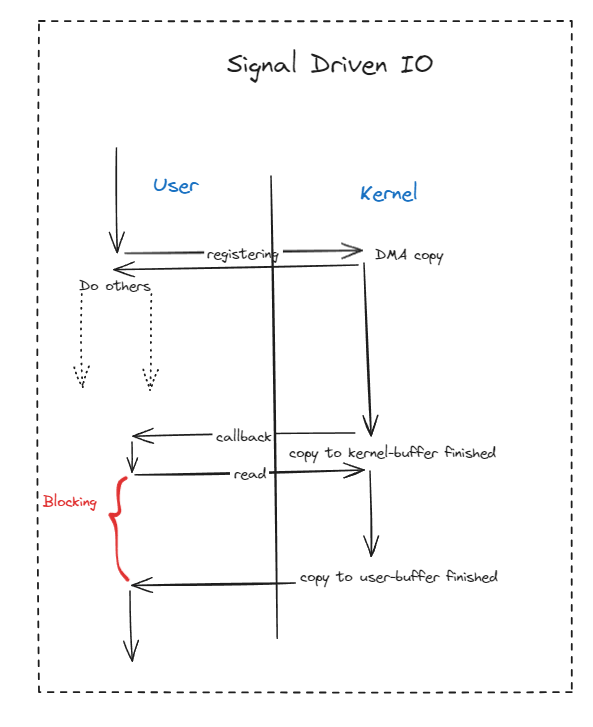 Signal Driven IO
User
Kernel
registering
DMA copy
Do others
callback
copy to kernel-buffer finished
read
Blocking
copy to user-buffer finished